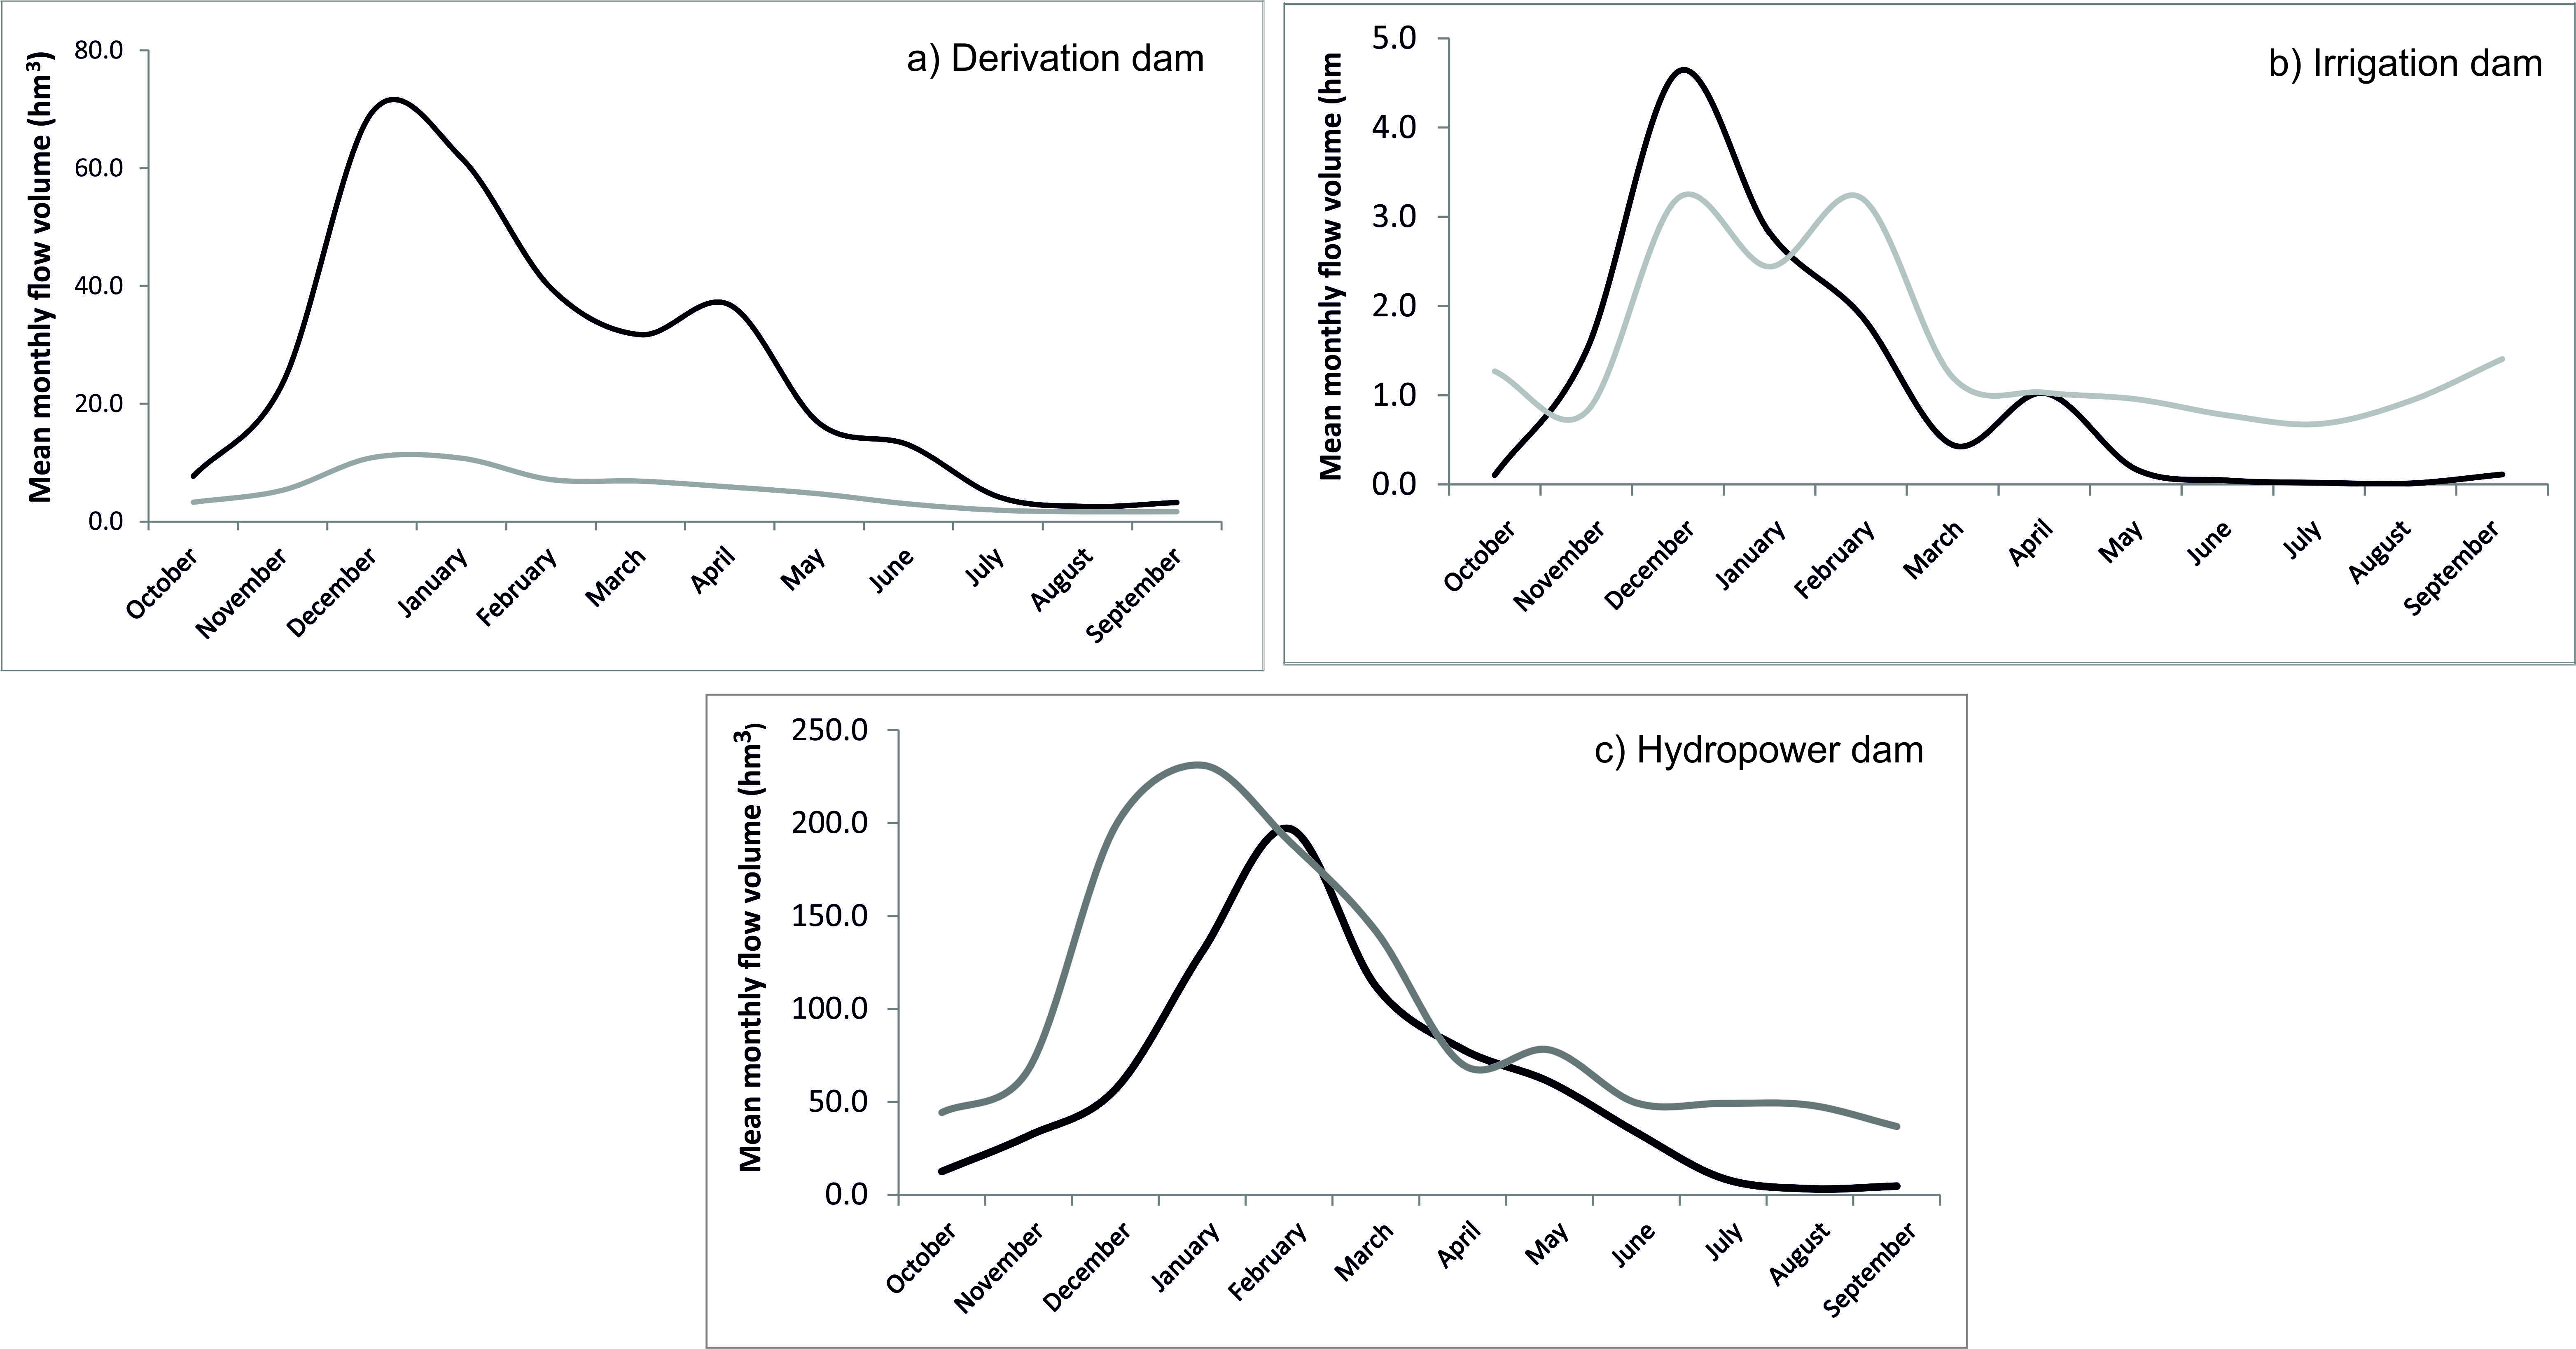 a) Derivation dam
Mean monthly flow volume (hm³)
80.0
60.0
40.0
20.0
0.0
October
November
December
January
February
March
April
May
June
July
August
September
b) Irrigation dam
Mean monthly flow volume (hm
5.0
4.0
3.0
2.0
1.0
0.0
October
November
December
January
February
March
April
May
June
July
August
September
c) Hydropower dam
Mean monthly flow volume (hm³)
250.0
200.0
150.0
100.0
50.0
0.0
October
November
December
January
February
March
April
May
June
July
August
September